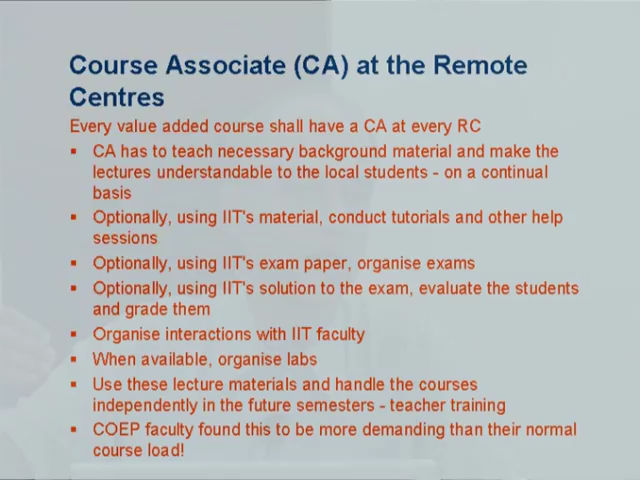 Course Associate (CA) at the Remote
Centres
Every value added course shall have a CA at every RC
▪ CA has to teach necessary background material and make the
lectures understandable to the local students - on a continual
basis
▪ Optionally, using IIT's material, conduct tutorials and other help
sessions
▪ Optionally, using IIT's exam paper, organise exams
▪ Optionally, using IIT's solution to the exam, evaluate the students
and grade them
▪ Organise interactions with IIT faculty
▪ When available, organise labs
▪ Use these lecture materials and handle the courses
independently in the future semesters - teacher training
▪ COEP faculty found this to be more demanding than their normal
course load!